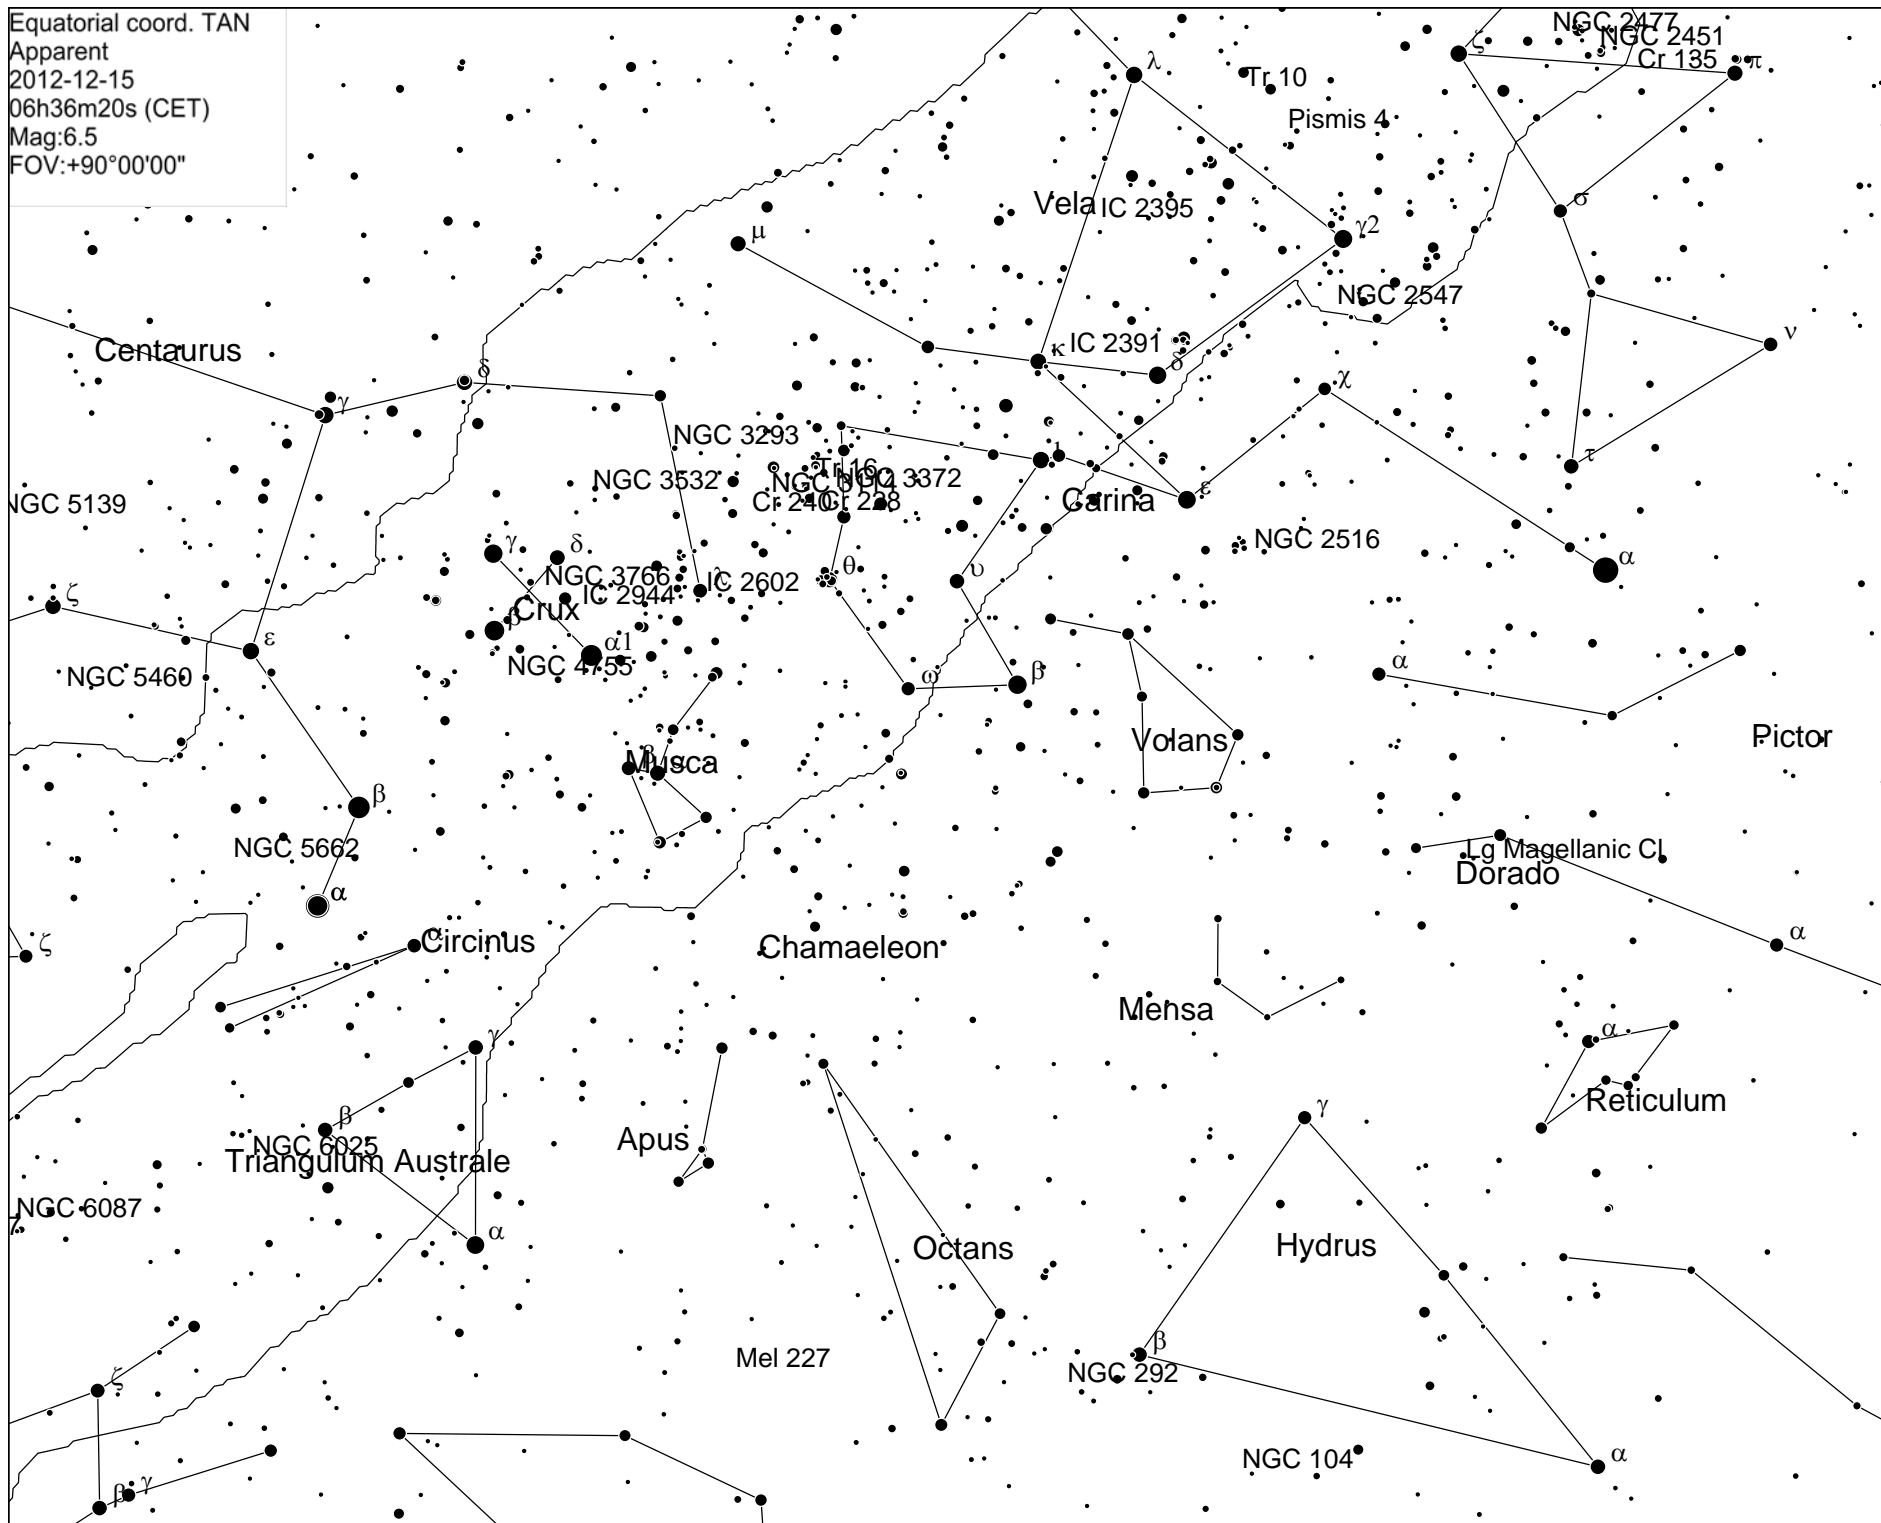 Equatorial coord. TAN
Apparent
2012-12-15
06h36m20s (CET)
Mag:6.5
FOV:+90°00'00"
NGC 2477
NGC 2451
ζ
Cr 135
π
λ
Tr 10
Pismis 4
Vela
IC 2395
σ
γ2
μ
NGC 2547
ν
Centaurus
κ
IC 2391
δ
δ
χ
γ
NGC 3293
τ
Tr 16
NGC 3532
NGC 3372
Cr 240
Cr 228
ε
Carina
NGC 5139
NGC 2516
γ
δ
θ
υ
α
NGC 3766
λ
IC 2602
IC 2944
ζ
Crux
β
ε
α1
NGC 4755
NGC 5460
ω
β
α
Volans
Pictor
β
α
Musca
β
NGC 5662
Lg Magellanic Cl
Dorado
α
α
Circinus
Chamaeleon
ζ
α
Mensa
γ
α
Reticulum
β
γ
NGC 6025
Apus
Triangulum Australe
NGC 6087
7
α
Octans
Hydrus
Mel 227
β
NGC 292
ζ
NGC 104
α
β
γ